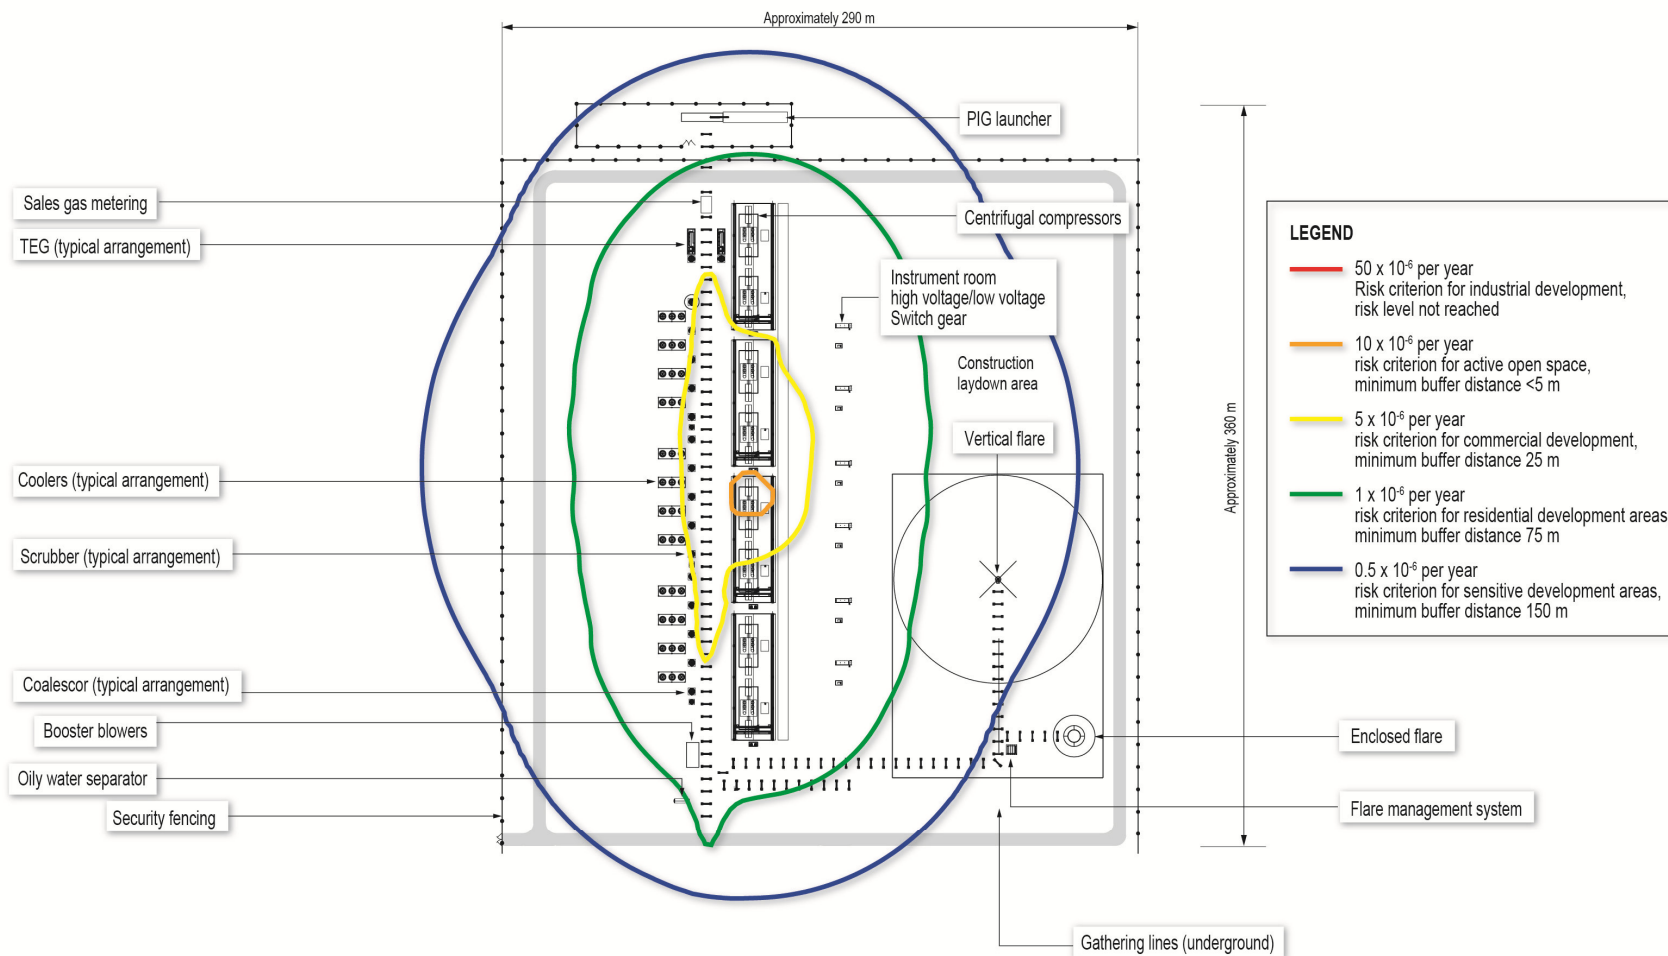 Approximately 290 m
PIG launcher
Sales gas metering
Centrifugal compressors
TEG (typical arrangement)
Instrument room
high voltage/low voltage
Switch gear
Construction
laydown area
Vertical flare
Approximately 360 m
Coolers (typical arrangement)
Scrubber (typical arrangement)
Coalescor (typical arrangement)
Booster blowers
Enclosed flare
Oily water separator
Flare management system
Security fencing
Gathering lines (underground)
LEGEND
50 x 10⁻⁶ per year
Risk criterion for industrial development,
risk level not reached
10 x 10⁻⁶ per year
risk criterion for active open space,
minimum buffer distance <5 m
5 x 10⁻⁶ per year
risk criterion for commercial development,
minimum buffer distance 25 m
1 x 10⁻⁶ per year
risk criterion for residential development areas
minimum buffer distance 75 m
0.5 x 10⁻⁶ per year
risk criterion for sensitive development areas,
minimum buffer distance 150 m